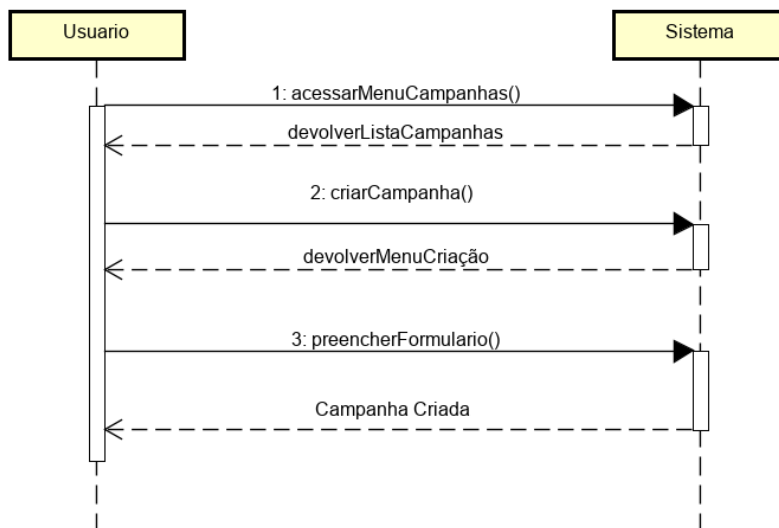 Usuario
Sistema
1: acessarMenuCampanhas()
devolverListaCampanhas
2: criarCampanha()
devolverMenuCriação
3: preencherFormulario()
Campanha Criada